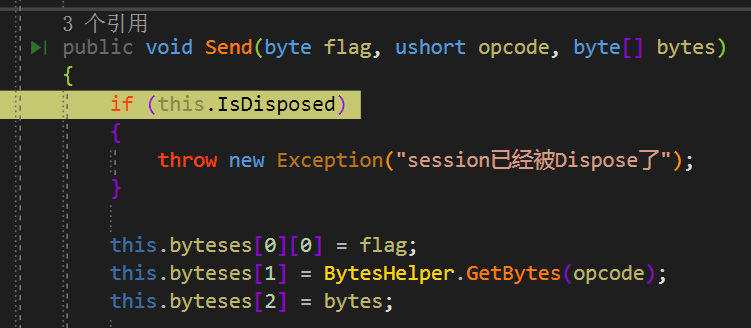 3 个引用
public void Send(byte flag, ushort opcode, byte[] bytes)
{
if (this.IsDisposed)
{
throw new Exception("session已经被Dispose了");
}
this.byteses[0][0] = flag;
this.byteses[1] = BytesHelper.GetBytes(opcode);
this.byteses[2] = bytes;